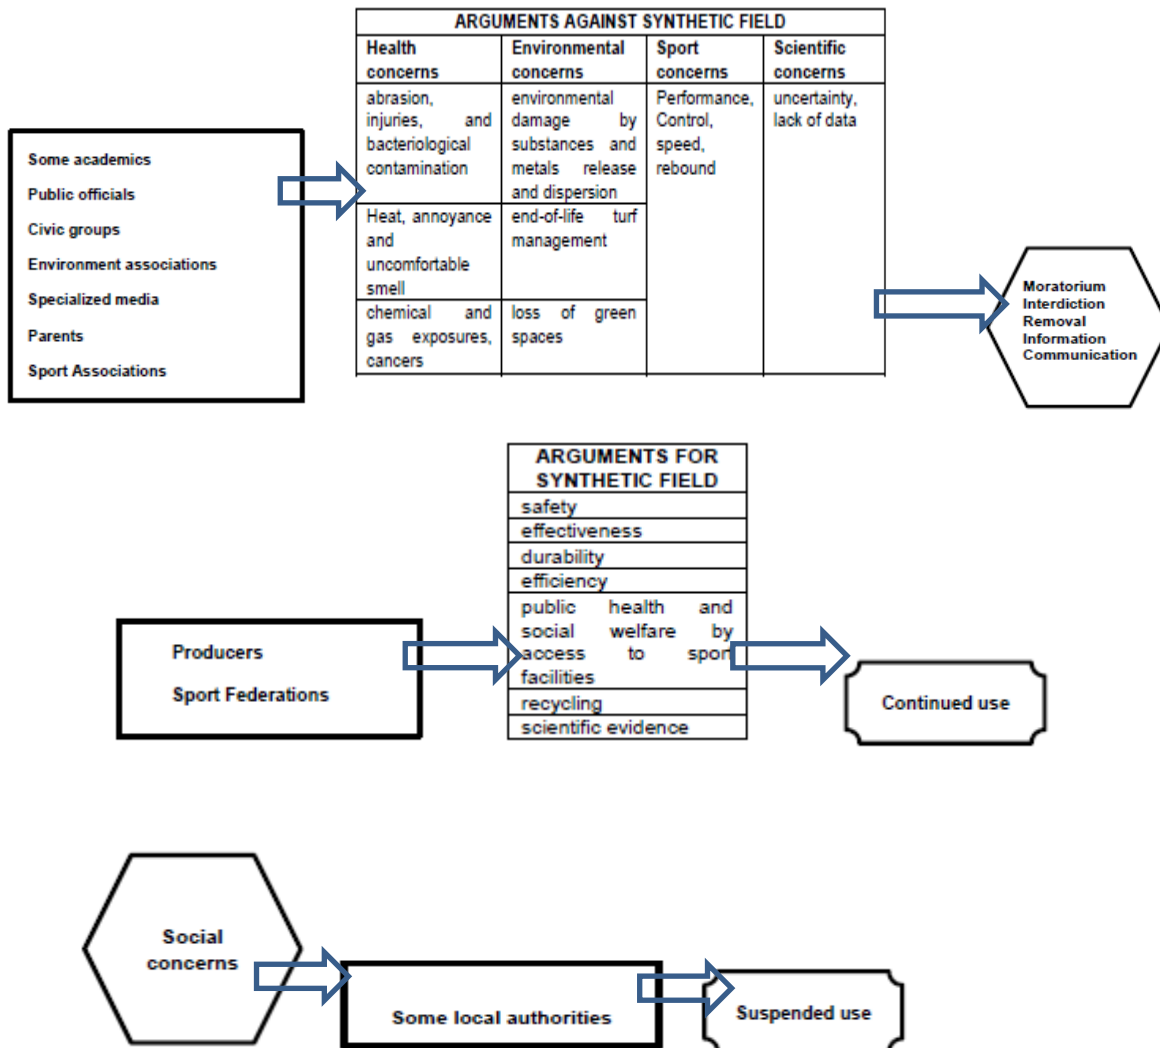 ARGUMENTS AGAINST SYNTHETIC FIELD
Health
concerns
Environmental
concerns
Sport
concerns
Scientific
concerns
abrasion,
injuries, and
bacteriological
contamination
environmental
damage by
substances and
metals release
and dispersion
Performance,
Control,
speed,
rebound
uncertainty,
lack of data
Heat, annoyance
and
uncomfortable
smell
end-of-life turf
management
chemical and
gas exposures,
cancers
loss of green
spaces
Some academics
Public officials
Civic groups
Environment associations
Specialized media
Parents
Sport Associations
Moratorium
Interdiction
Removal
Information
Communication
ARGUMENTS FOR
SYNTHETIC FIELD
safety
effectiveness
durability
efficiency
public health and
social welfare by
access to sport
facilities
recycling
scientific evidence
Producers
Sport Federations
Continued use
Social
concerns
Some local authorities
Suspended use